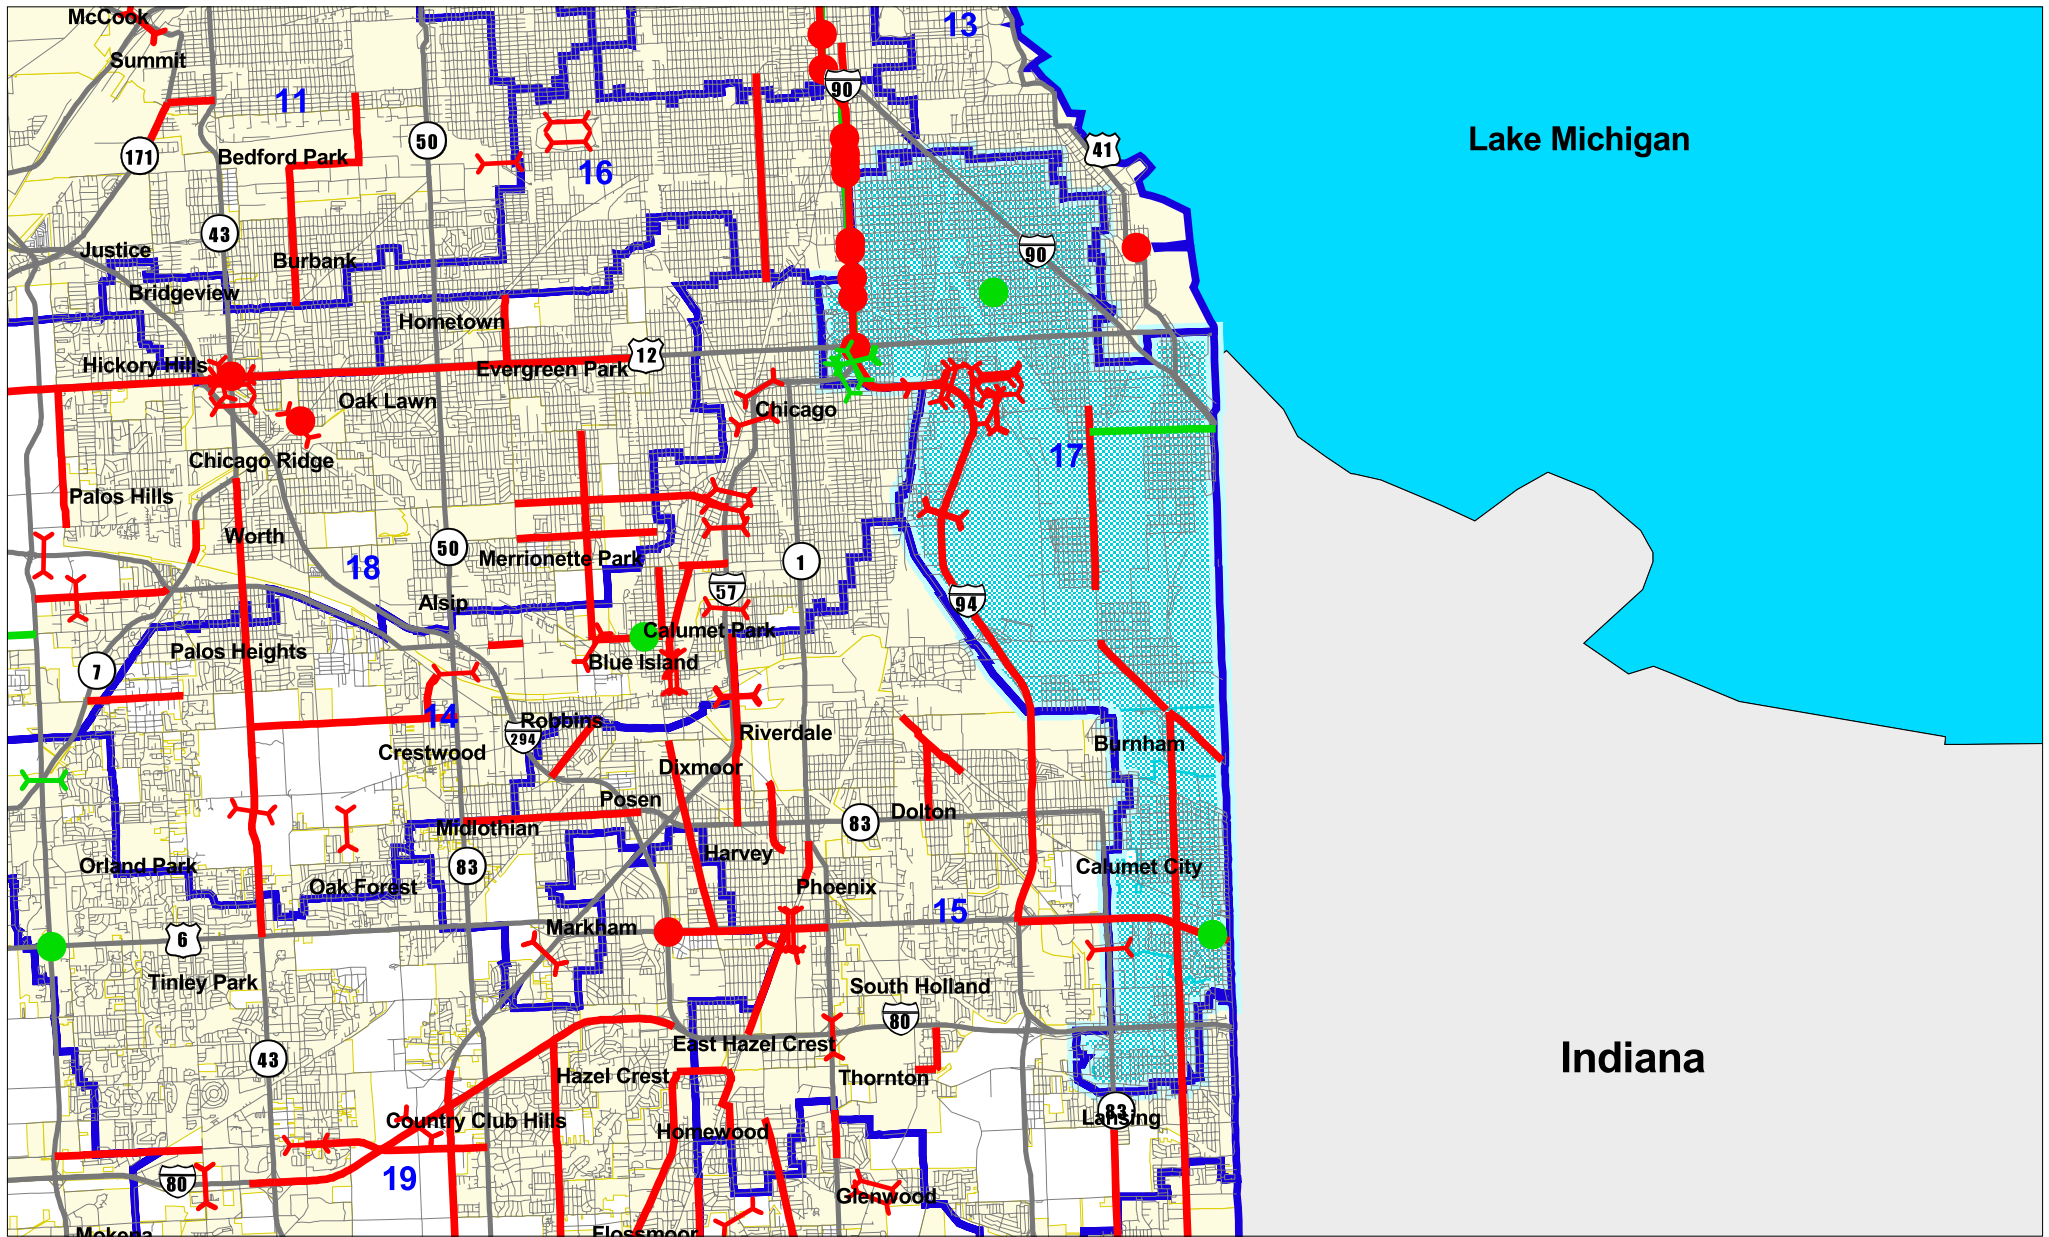 McCook
13
Summit
90
11
Lake Michigan
50
41
171
Bedford Park
16
43
Justice
90
Burbank
Bridgeview
Hometown
12
Hickory Hills
Evergreen Park
Oak Lawn
Chicago
17
Chicago Ridge
Palos Hills
Worth
50
Merrionette Park
1
18
57
Alsip
94
Calumet Park
Palos Heights
Blue Island
7
14
Robbins
Riverdale
294
Burnham
Crestwood
Dixmoor
Posen
Dolton
83
Midlothian
Harvey
Orland Park
83
Calumet City
Oak Forest
Phoenix
15
Markham
6
Tinley Park
South Holland
80
East Hazel Crest
43
Indiana
Hazel Crest
Thornton
83
Lansing
Country Club Hills
Homewood
80
19
Glenwood
Mokena
Flossmoor